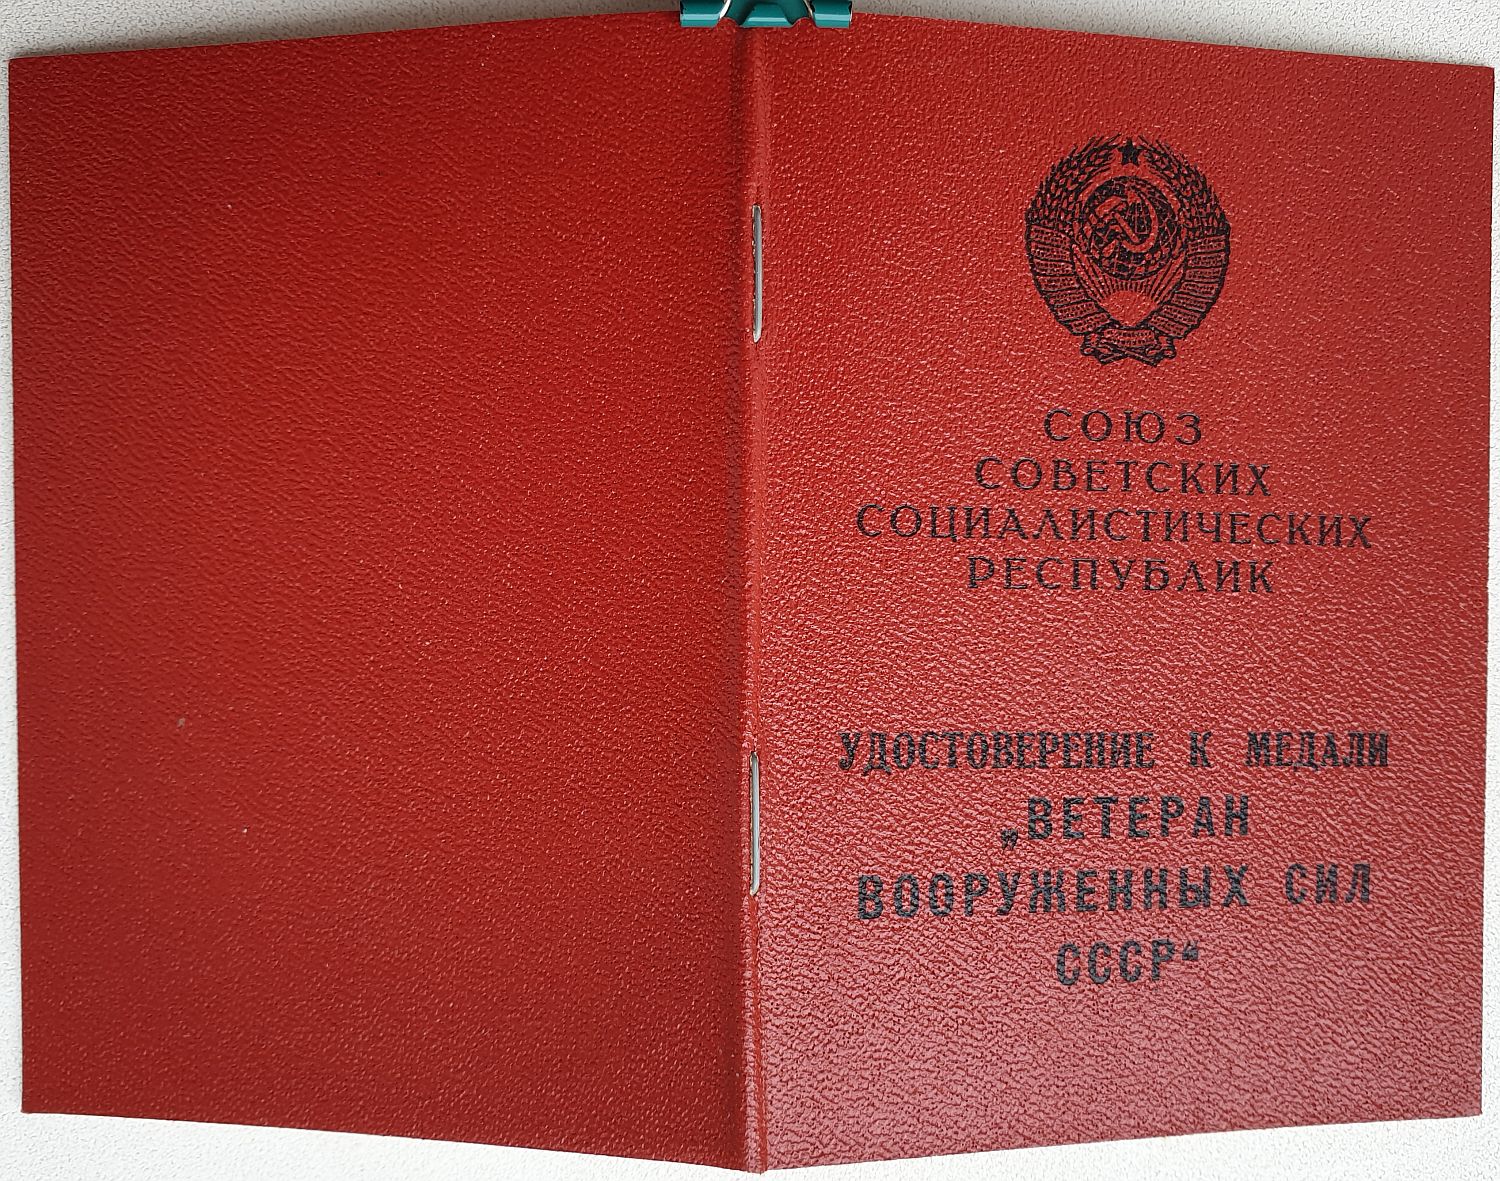 СОЮЗ
СОВЕТСКИХ
СОЦИАЛИСТИЧЕСКИХ
РЕСПУБЛИК
УДОСТОВЕРЕНИЕ К МЕДАЛИ
„ВЕТЕРАН
ВООРУЖЕННЫХ СИЛ
СССР“